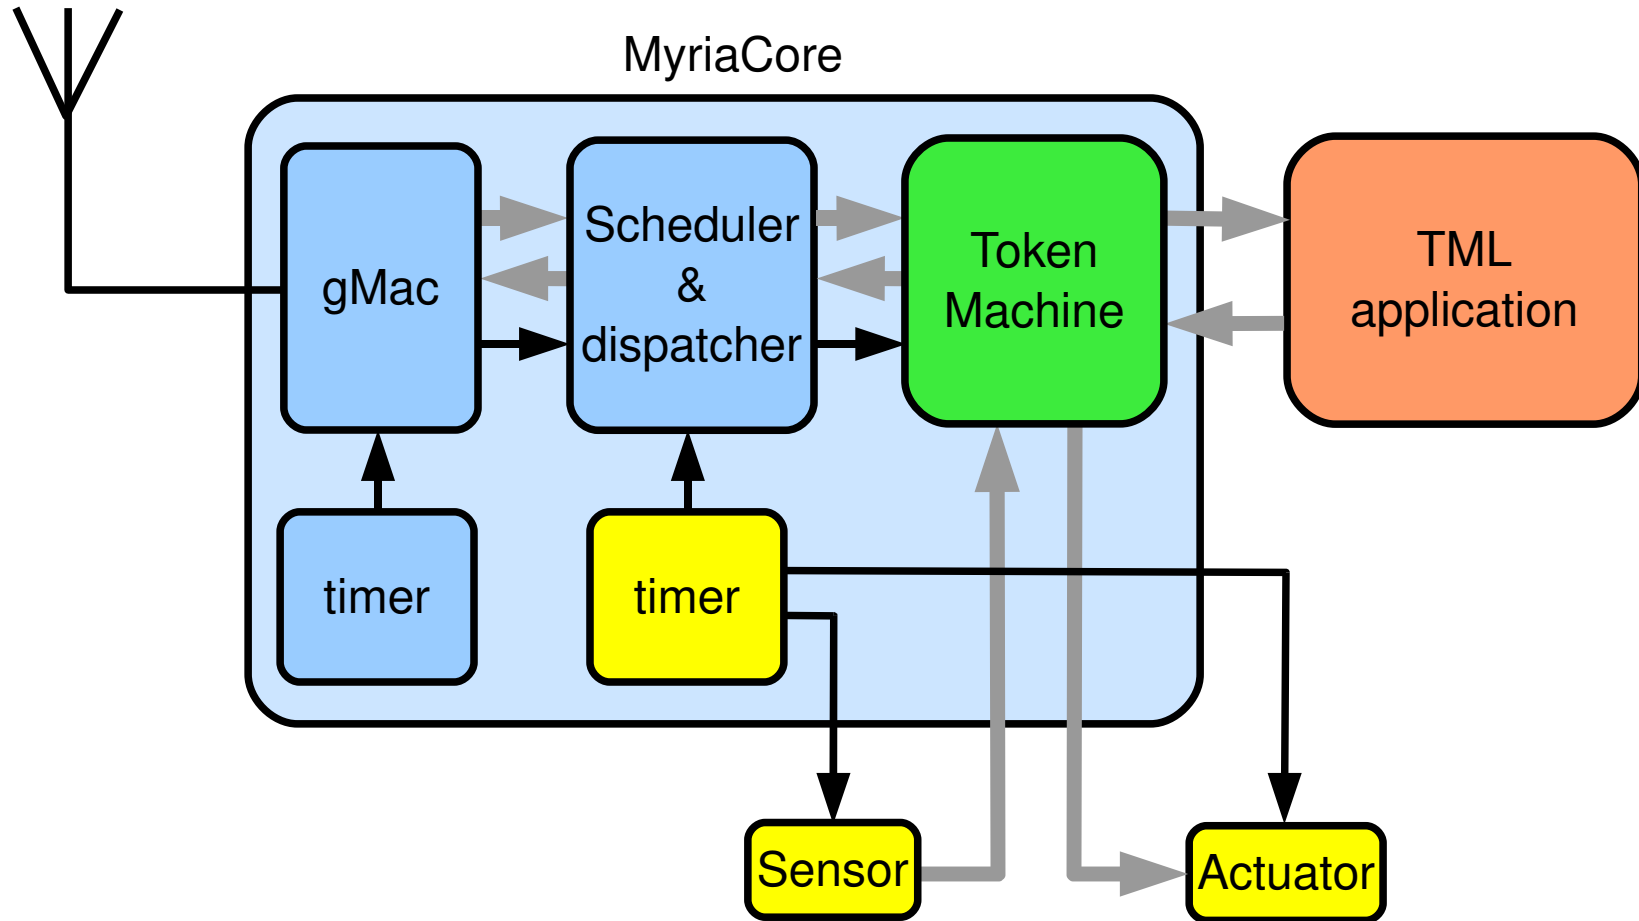 MyriaCore
gMac
Scheduler
&
dispatcher
Token
Machine
TML
application
timer
timer
Sensor
Actuator